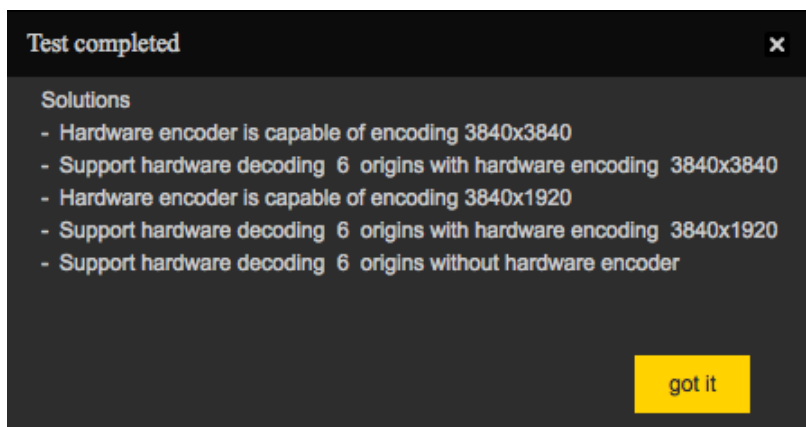 Test completed
Solutions
- Hardware encoder is capable of encoding 3840x3840
- Support hardware decoding 6 origins with hardware encoding 3840x3840
- Hardware encoder is capable of encoding 3840x1920
- Support hardware decoding 6 origins with hardware encoding 3840x1920
- Support hardware decoding 6 origins without hardware encoder
got it